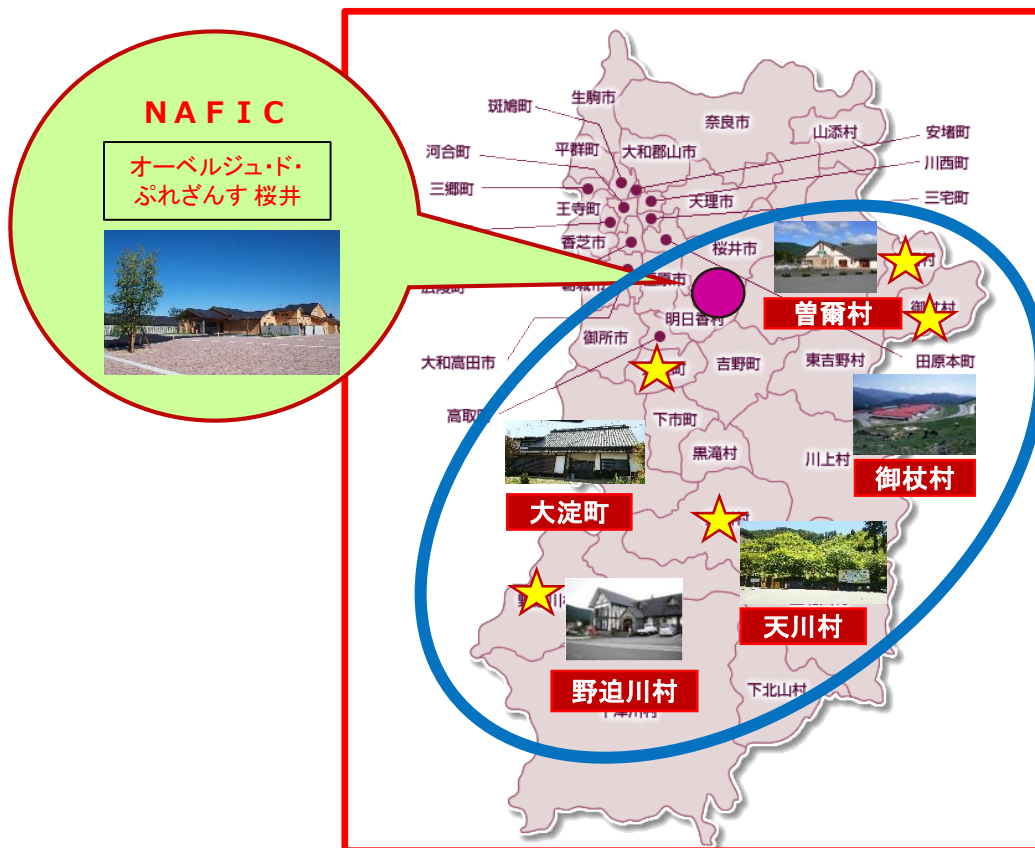 NAFIC
オーベルジュ・ド・
ぷれざんす 桜井
斑鳩町
生駒市
奈良市
山添村
安堵町
河合町
平群町
大和郡山市
川西町
三郷町
王寺町
天理市
三宅町
香芝市
桜井市
曽爾村
明日香村
御所市
大和高田市
吉野町
東吉野村
田原本町
下市町
黒滝村
川上村
御杖村
大淀町
天川村
野迫川村
下北山村